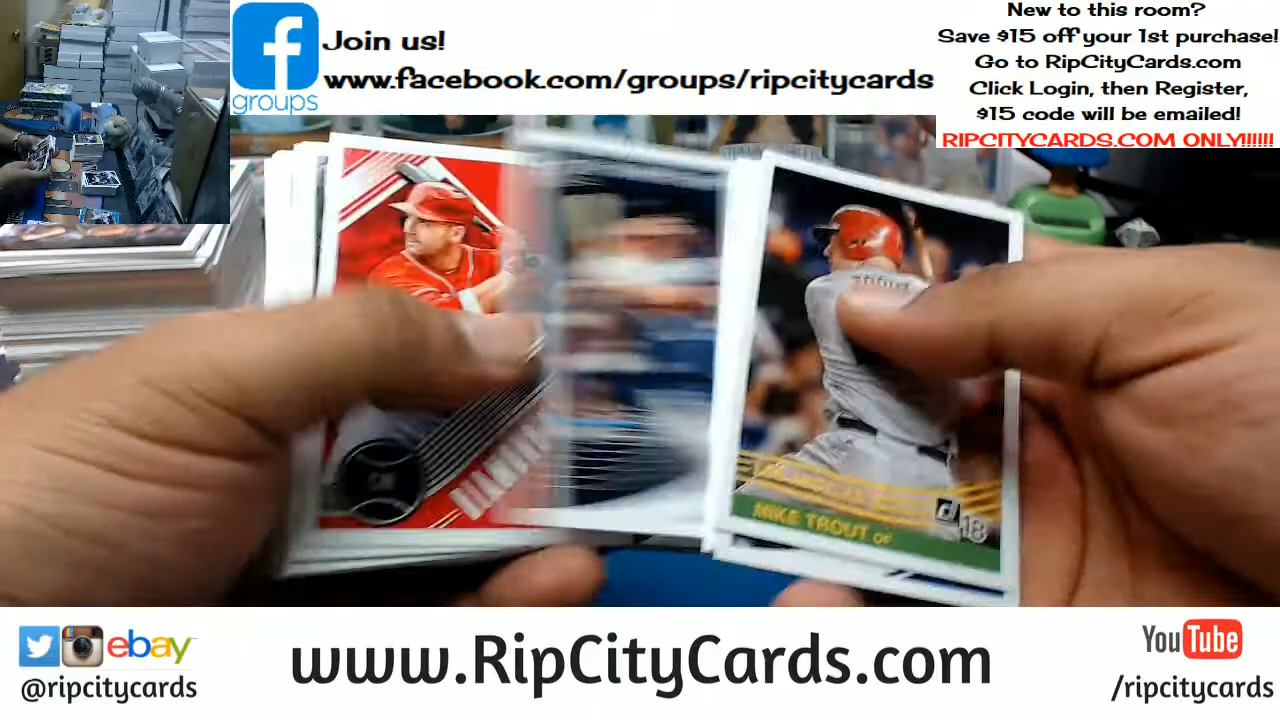 groups
Join us!
www.facebook.com/groups/ripcitycards
New to this room?
Save $15 off your 1st purchase!
Go to RipCityCards.com
Click Login, then Register,
$15 code will be emailed!
RIPCITYCARDS.COM ONLY!!!!!!
MIKE TROUT OF
18
ebay
@ripcitycards
www.RipCityCards.com
YouTube
/ripcitycards